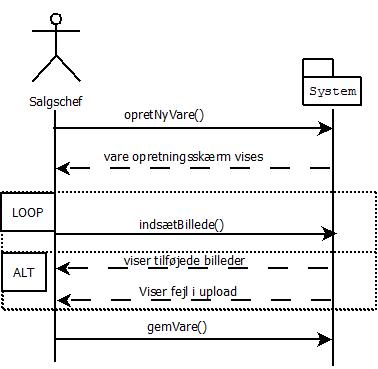 Salgschef
System
opretNyVare()
vare opretningsskærm vises
LOOP
indsætBillede()
ALT
viser tilføjede billeder
Viser fejl i upload
gemVare()